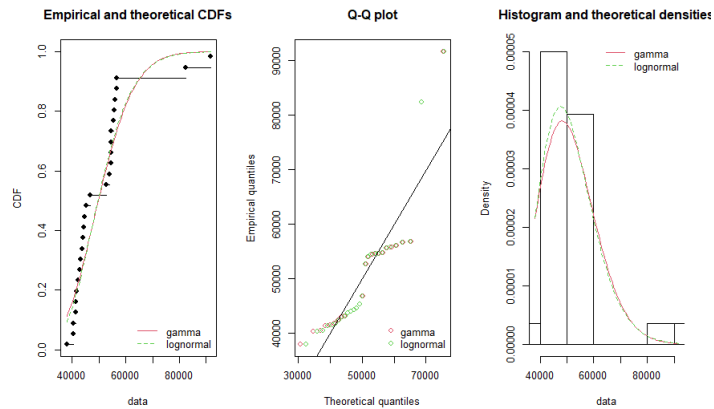 Empirical and theoretical CDFs
CDF
0.0 0.2 0.4 0.6 0.8 1.0
gamma
lognormal
40000 60000 80000
data
Q-Q plot
Empirical quantiles
40000 50000 60000 70000 80000 90000
gamma
lognormal
30000 50000 70000
Theoretical quantiles
Histogram and theoretical densities
Density
0.00000 0.00001 0.00002 0.00003 0.00004 0.00005
gamma
lognormal
40000 60000 80000
data